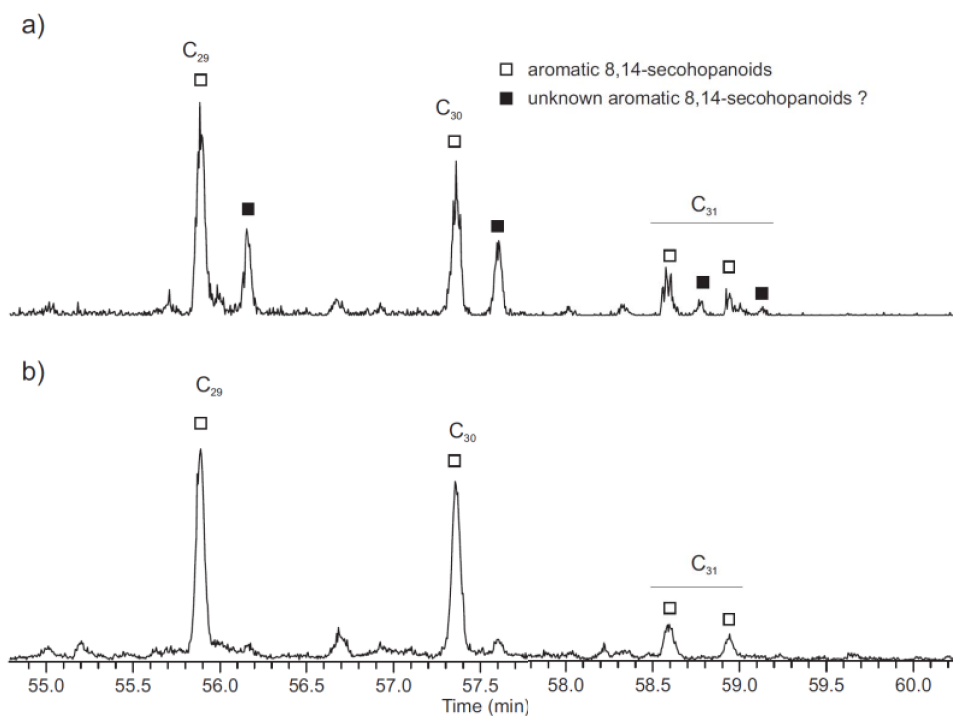 a)
C₂₉
□ aromatic 8,14-secohopanoids
■ unknown aromatic 8,14-secohopanoids ?
C₃₀
C₃₁
b)
C₂₉
C₃₀
C₃₁
55.0 55.5 56.0 56.5 57.0 57.5 58.0 58.5 59.0 59.5 60.0
Time (min)